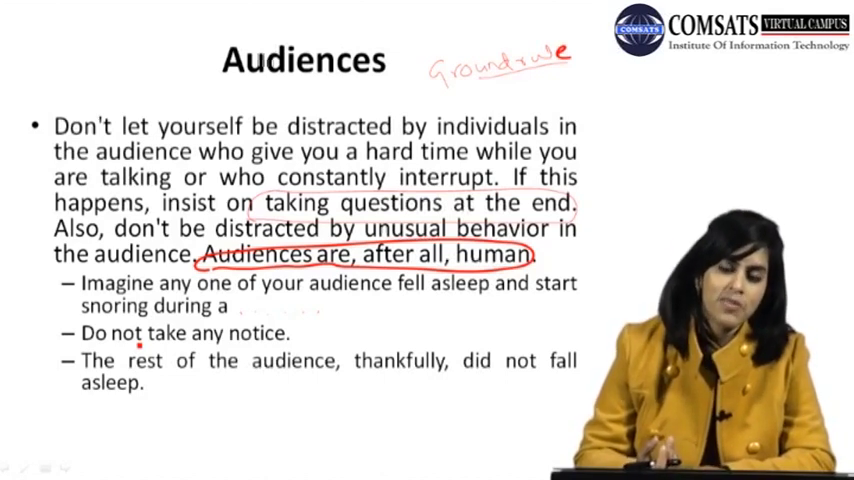 COMSATS VIRTUAL CAMPUS
Institute Of Information Technology
Audiences
Groundrule
• Don't let yourself be distracted by individuals in
the audience who give you a hard time while you
are talking or who constantly interrupt. If this
happens, insist on taking questions at the end.
Also, don't be distracted by unusual behavior in
the audience. Audiences are, after all, human.
– Imagine any one of your audience fell asleep and start
snoring during a
– Do not take any notice.
– The rest of the audience, thankfully, did not fall
asleep.